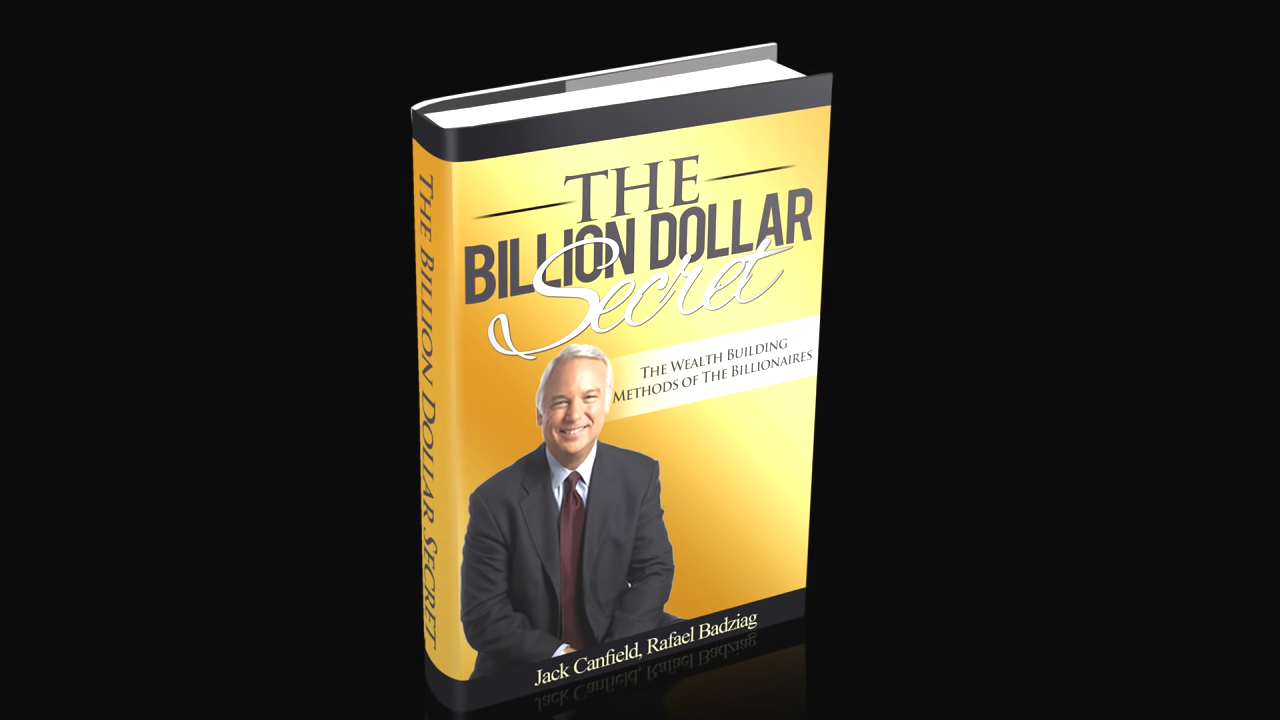 THE
BILLION DOLLAR
Secret
THE WEALTH BUILDING
METHODS OF THE BILLIONAIRES
Jack Canfield, Rafael Badziag
THE BILLION DOLLAR SECRET